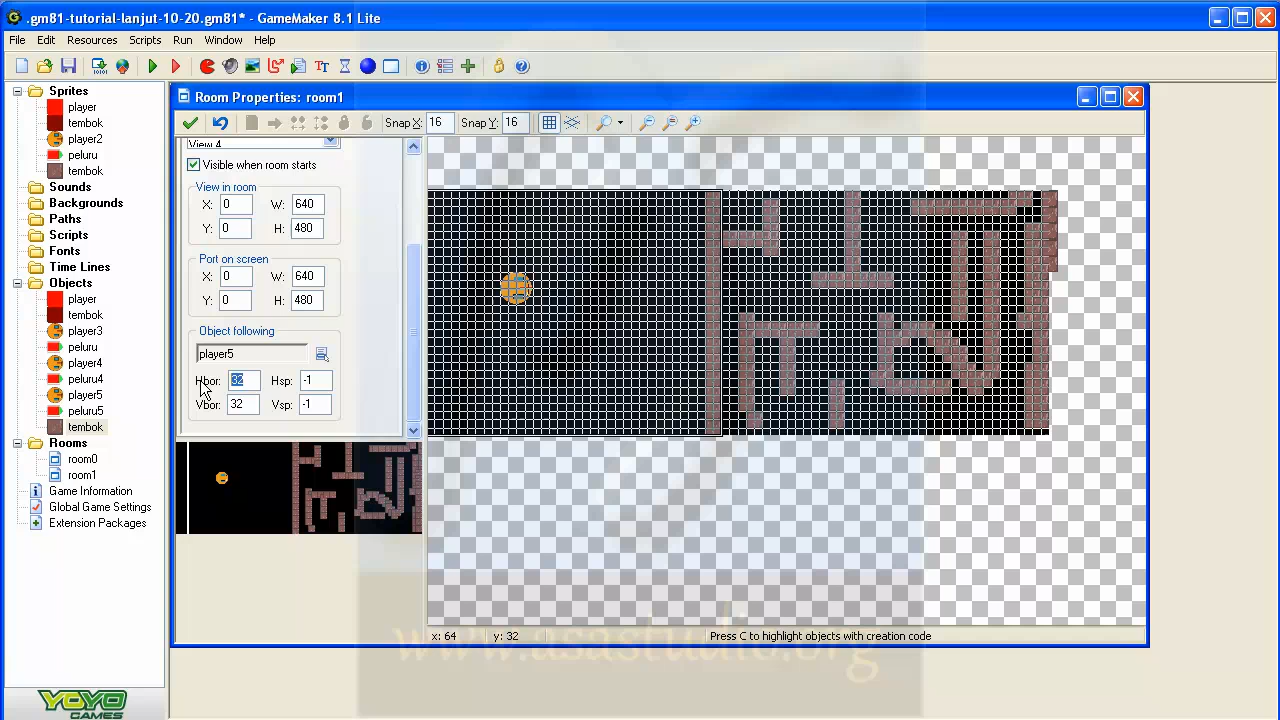 .gm81-tutorial-lanjut-10-20.gm81* - GameMaker 8.1 Lite
File Edit Resources Scripts Run Window Help
Sprites
player
tembok
player2
peluru
tembok
Sounds
Backgrounds
Paths
Scripts
Fonts
Time Lines
Objects
player
tembok
player3
peluru
player4
peluru4
player5
peluru5
tembok
Rooms
room0
room1
Game Information
Global Game Settings
Extension Packages
YOYO
GAMES
Room Properties: room1
Snap X: 16 Snap Y: 16
View 4
Visible when room starts
View in room
X: 0 W: 640
Y: 0 H: 480
Port on screen
X: 0 W: 640
Y: 0 H: 480
Object following
player5
Hbor: 32 Hsp: -1
Vbor: 32 Vsp: -1
x: 64 y: 32 Press C to highlight objects with creation code
www.asastudio.org